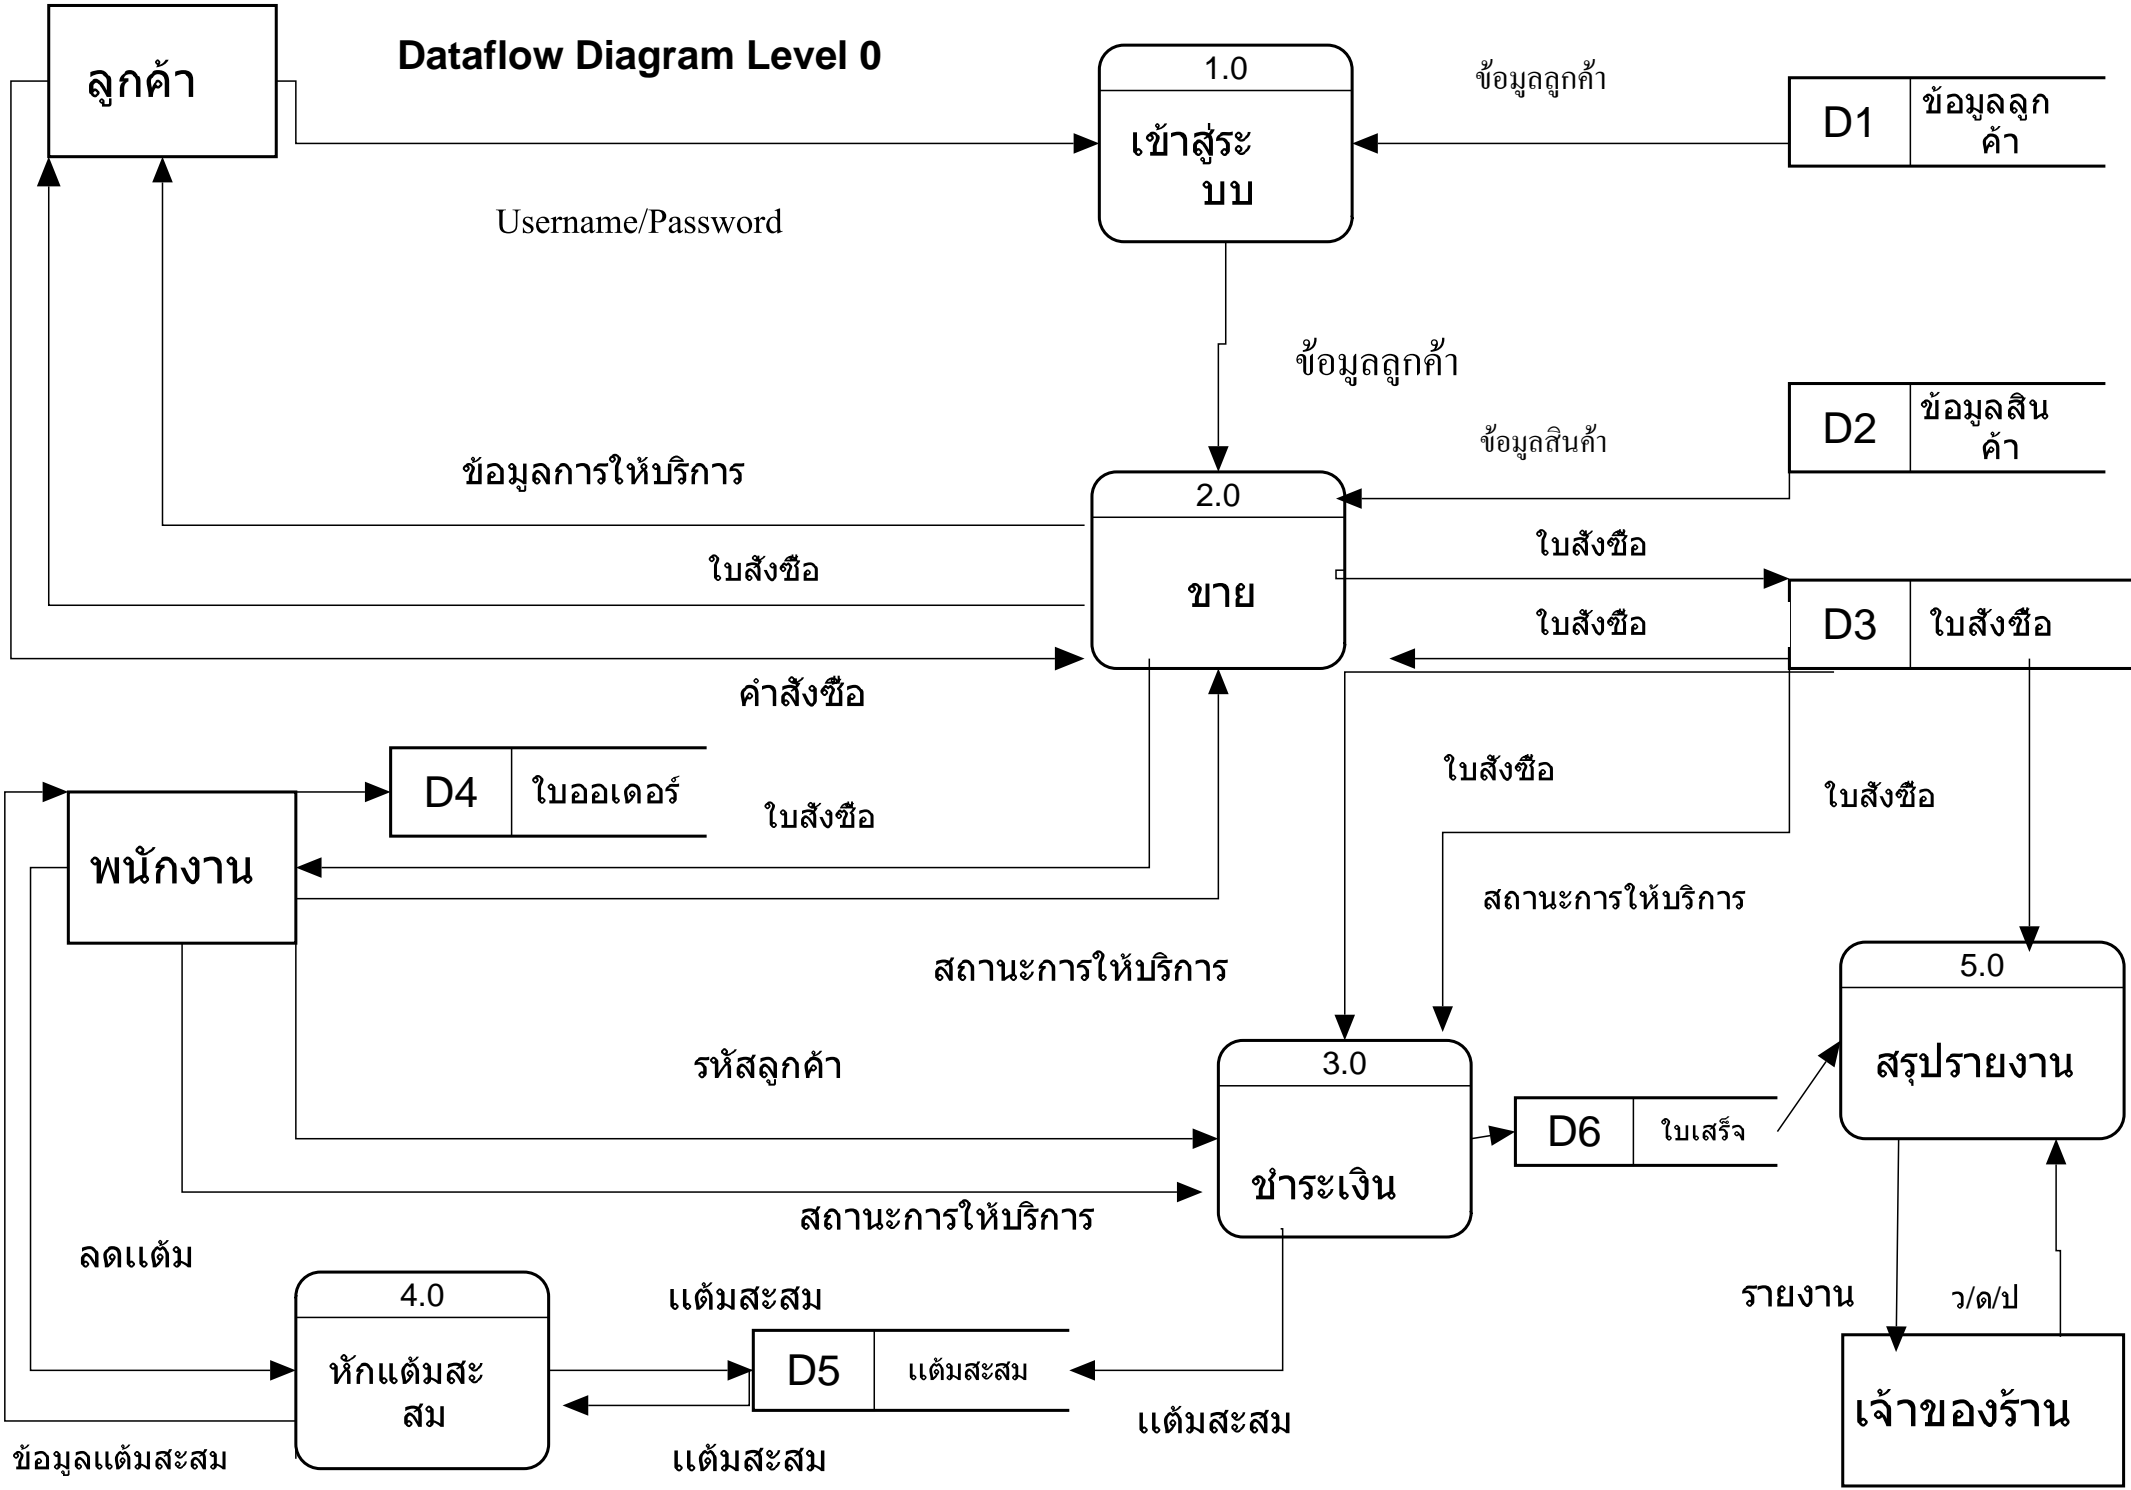 Dataflow Diagram Level 0
ลูกค้า
1.0
เข้าสู่ระ
บบ
ข้อมูลลูกค้า
D1
ข้อมูลลูก
ค้า
Username/Password
ข้อมูลลูกค้า
D2
ข้อมูลสิน
ค้า
ข้อมูลสินค้า
ข้อมูลการให้บริการ
2.0
ขาย
ใบสั่งซื้อ
ใบสั่งซื้อ
ใบสั่งซื้อ
D3
ใบสั่งซื้อ
คำสั่งซื้อ
D4
ใบออเดอร์
ใบสั่งซื้อ
ใบสั่งซื้อ
ใบสั่งซื้อ
พนักงาน
สถานะการให้บริการ
สถานะการให้บริการ
5.0
สรุปรายงาน
รหัสลูกค้า
3.0
ชำระเงิน
D6
ใบเสร็จ
สถานะการให้บริการ
ลดแต้ม
4.0
หักแต้มสะ
สม
แต้มสะสม
D5
แต้มสะสม
รายงาน
ว/ด/ป
เจ้าของร้าน
แต้มสะสม
แต้มสะสม
ข้อมูลแต้มสะสม